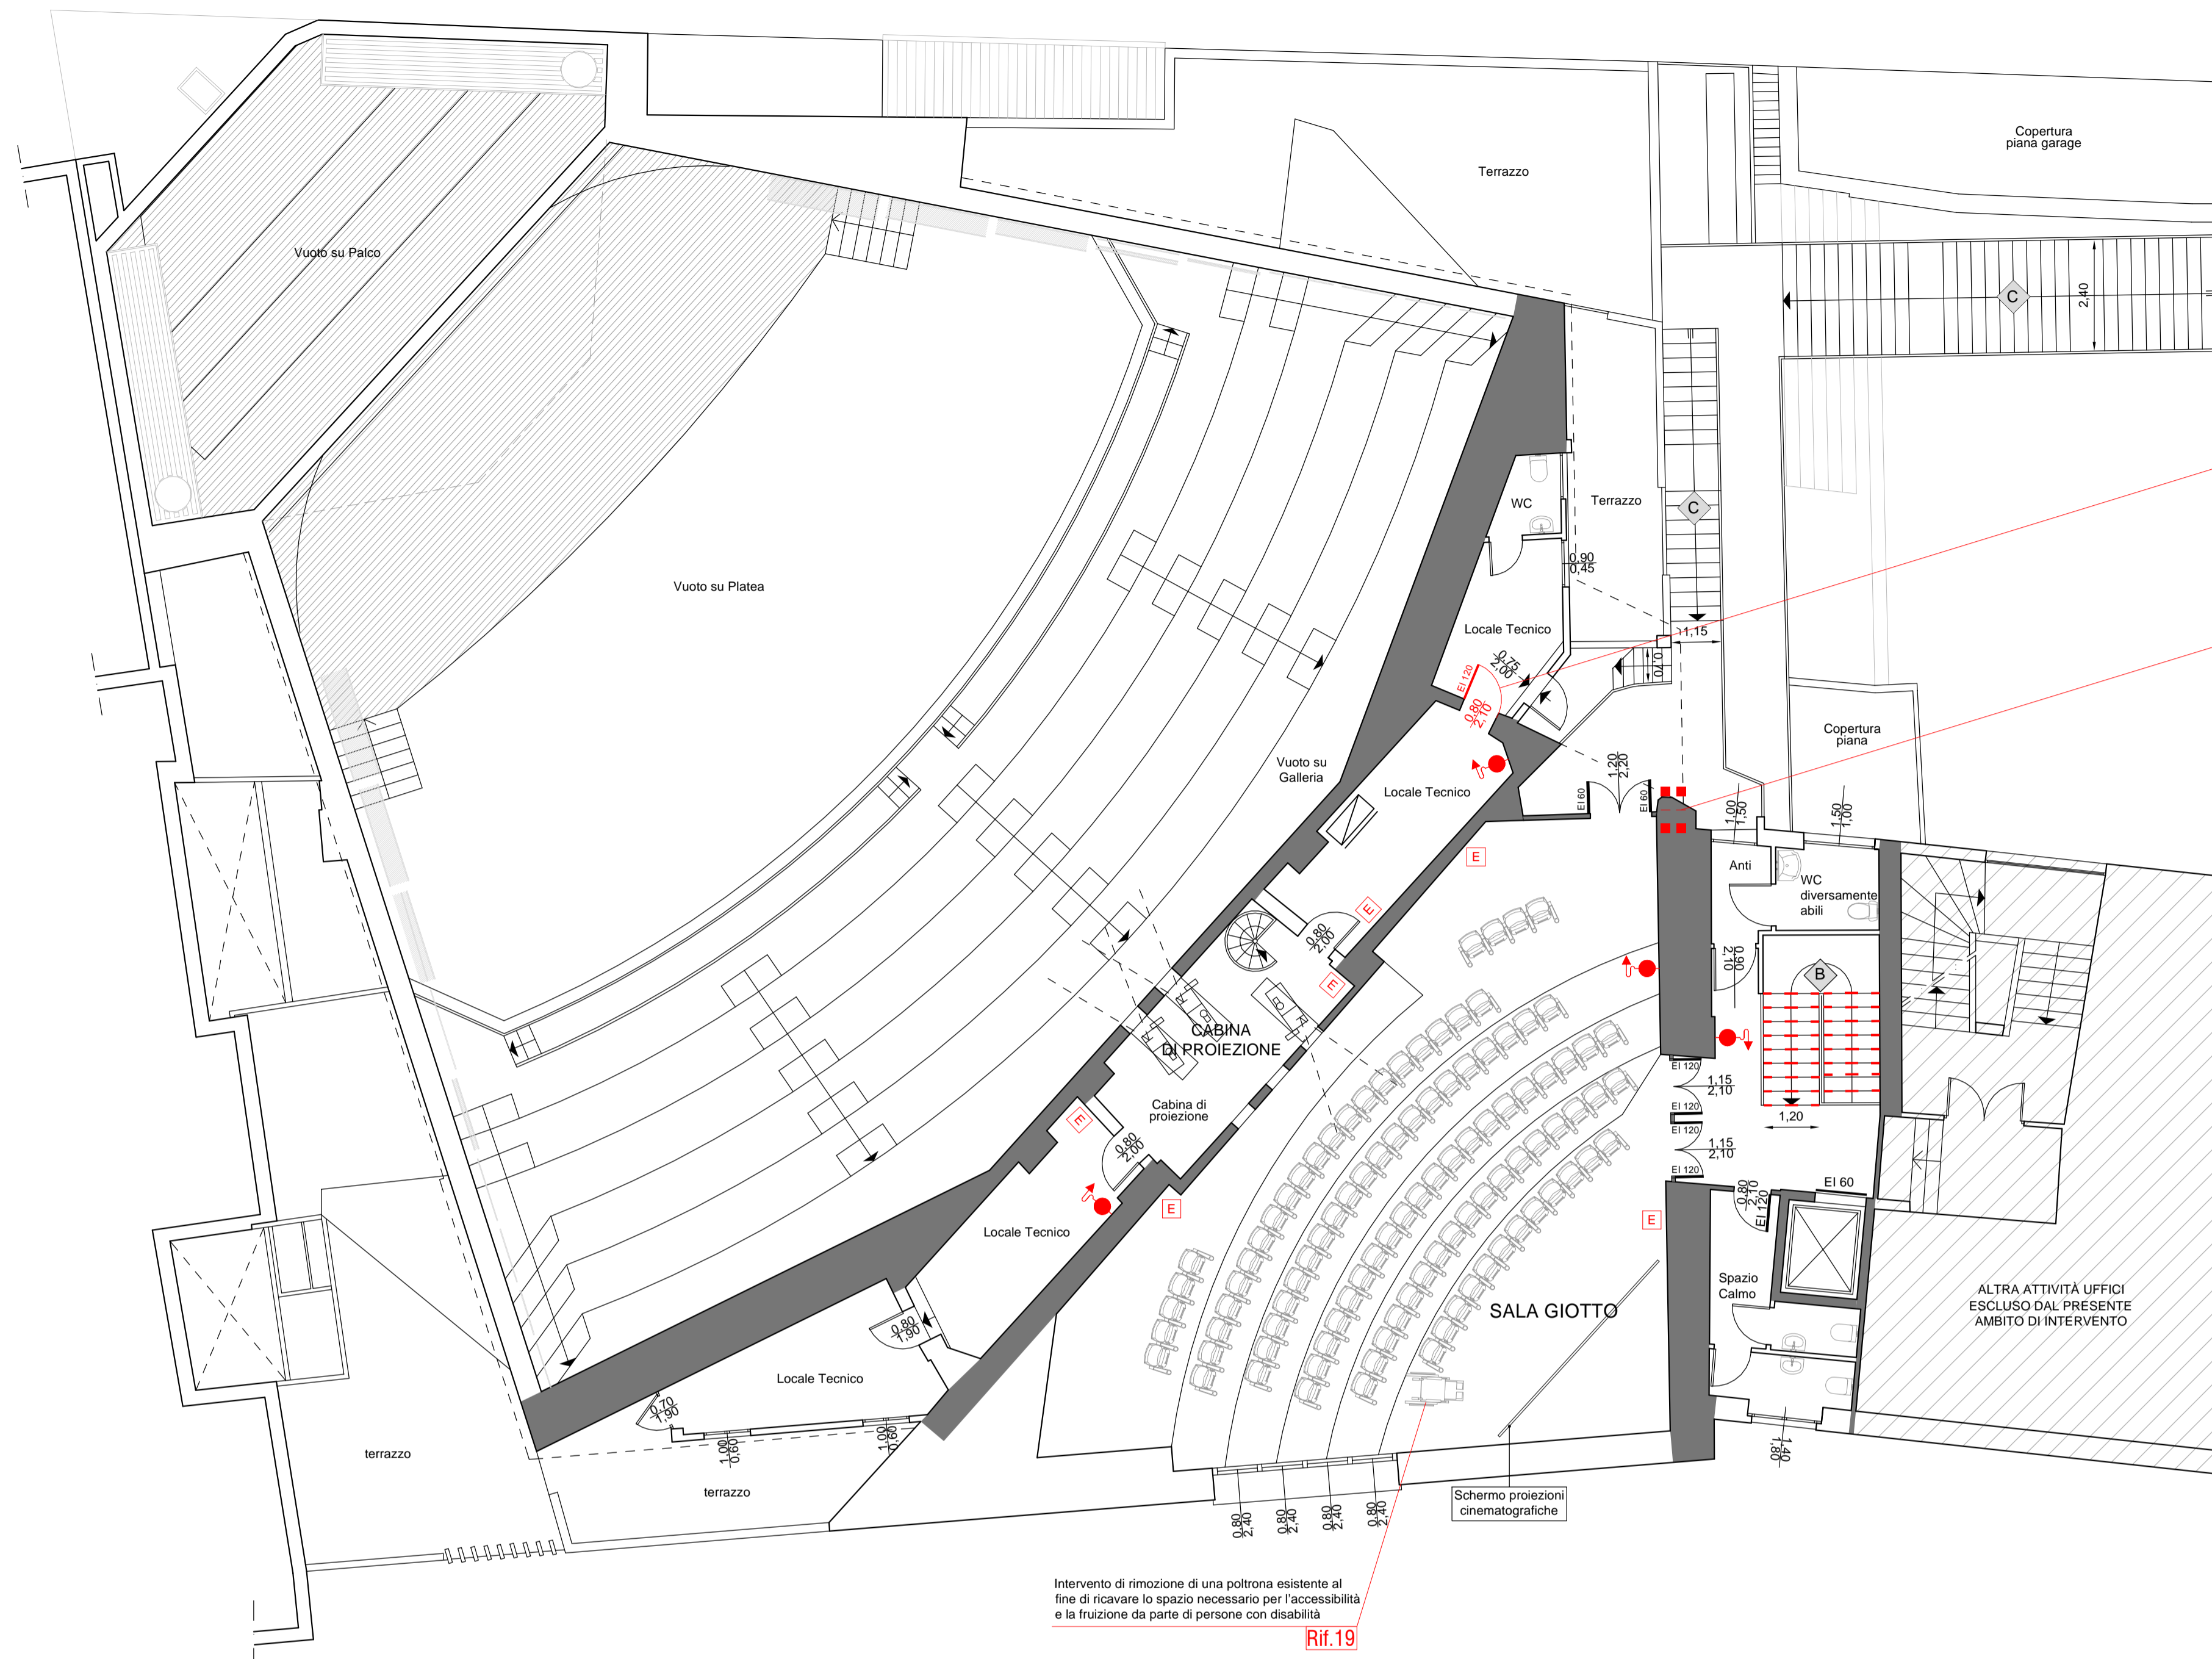 Copertura
piana garage
Terrazzo
Vuoto su Palco
C
2,40
WC
Terrazzo
C
0,90
0,45
Vuoto su Platea
Locale Tecnico
1,15
0,75
2,00
0,70
EI 120
0,80
2,10
Copertura
piana
Vuoto su
Galleria
Locale Tecnico
1,20
2,20
EI 60
EI 60
1,00
1,50
1,50
1,00
E
Anti
WC
diversamente
abili
E
0,80
2,00
0,90
2,10
B
E
CABINA
DI PROIEZIONE
EI 120
1,15
2,10
EI 120
Cabina di
proiezione
E
1,20
EI 120
0,80
2,00
1,15
2,10
EI 120
EI 60
0,80
2,10
EI 120
E
E
Locale Tecnico
Spazio
Calmo
SALA GIOTTO
ALTRA ATTIVITÀ UFFICI
ESCLUSO DAL PRESENTE
AMBITO DI INTERVENTO
0,80
1,90
Locale Tecnico
0,70
1,90
1,00
0,60
1,00
0,60
1,40
1,80
terrazzo
terrazzo
Schermo proiezioni
cinematografiche
0,80
2,40
0,80
2,40
0,80
2,40
0,80
2,40
Intervento di rimozione di una poltrona esistente al
fine di ricavare lo spazio necessario per l'accessibilità
e la fruizione da parte di persone con disabilità
Rif.19